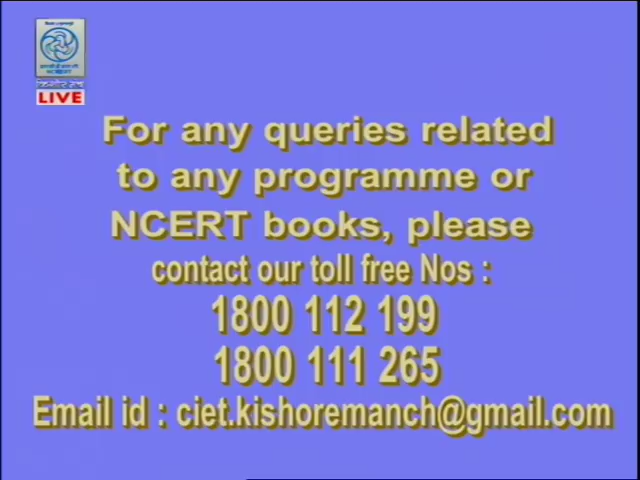 LIVE
For any queries related
to any programme or
NCERT books, please
contact our toll free Nos :
1800 112 199
1800 111 265
Email id : ciet.kishoremanch@gmail.com